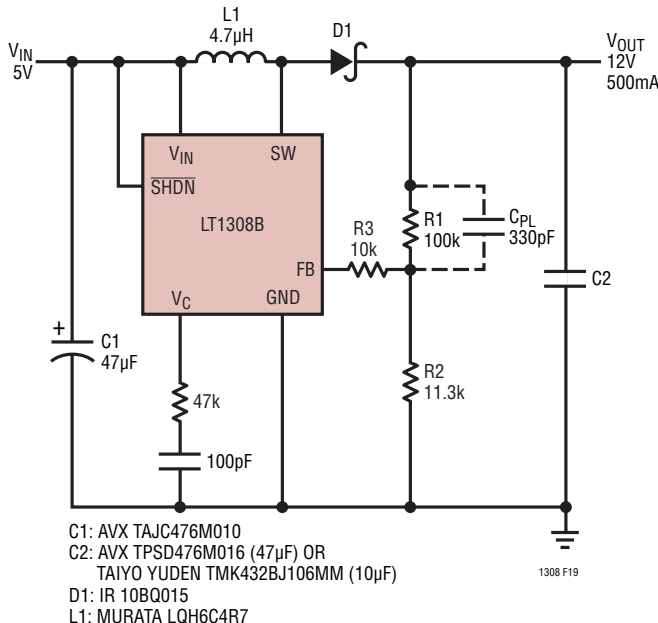 L1
4.7µH
D1
VIN
5V
VOUT
12V
500mA
VIN
SW
SHDN
LT1308B
R3
10k
R1
100k
CPL
330pF
FB
C2
VC
GND
+
C1
47µF
47k
R2
11.3k
100pF
C1: AVX TAJC476M010
C2: AVX TPSD476M016 (47µF) OR
TAIYO YUDEN TMK432BJ106MM (10µF)
D1: IR 10BQ015
L1: MURATA LQH6C4R7
1308 F19